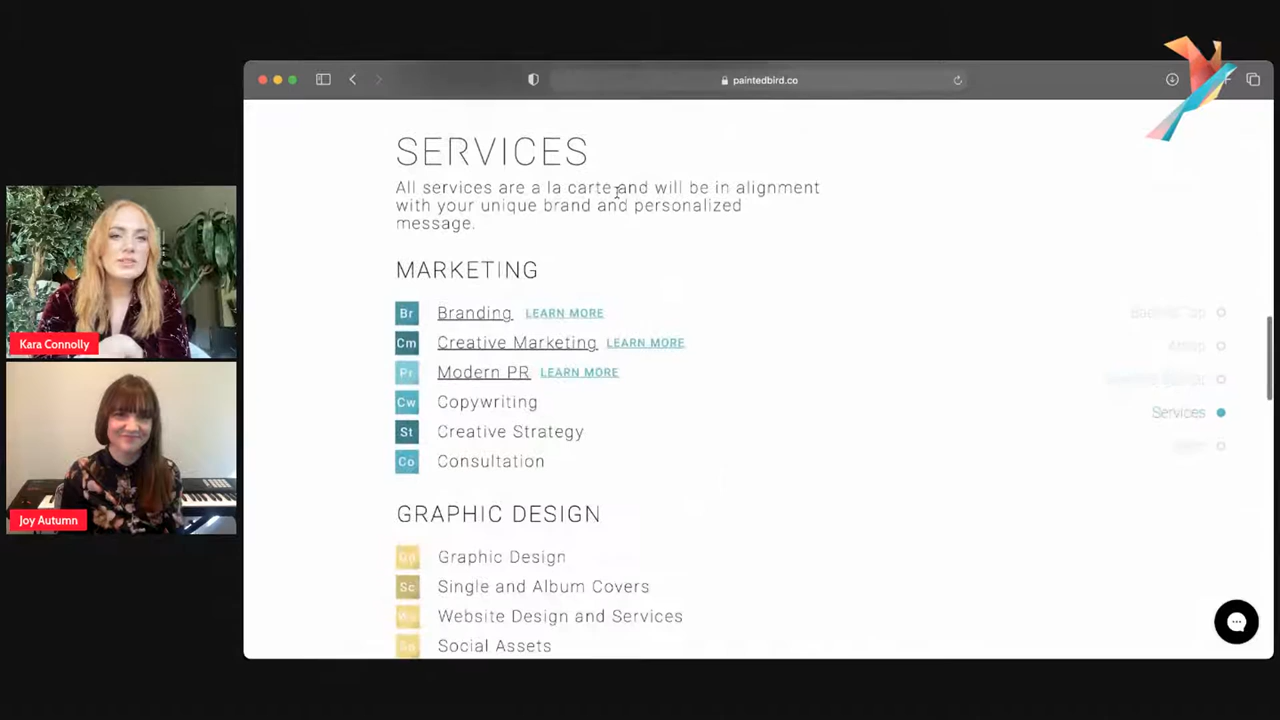 paintedbird.co
SERVICES
All services are a la carte and will be in alignment
with your unique brand and personalized
message.
MARKETING
Br Branding LEARN MORE
Cm Creative Marketing LEARN MORE
Pr Modern PR LEARN MORE
Cw Copywriting
St Creative Strategy
Co Consultation
Services
GRAPHIC DESIGN
Graphic Design
Sc Single and Album Covers
Website Design and Services
Social Assets
Kara Connolly
Joy Autumn